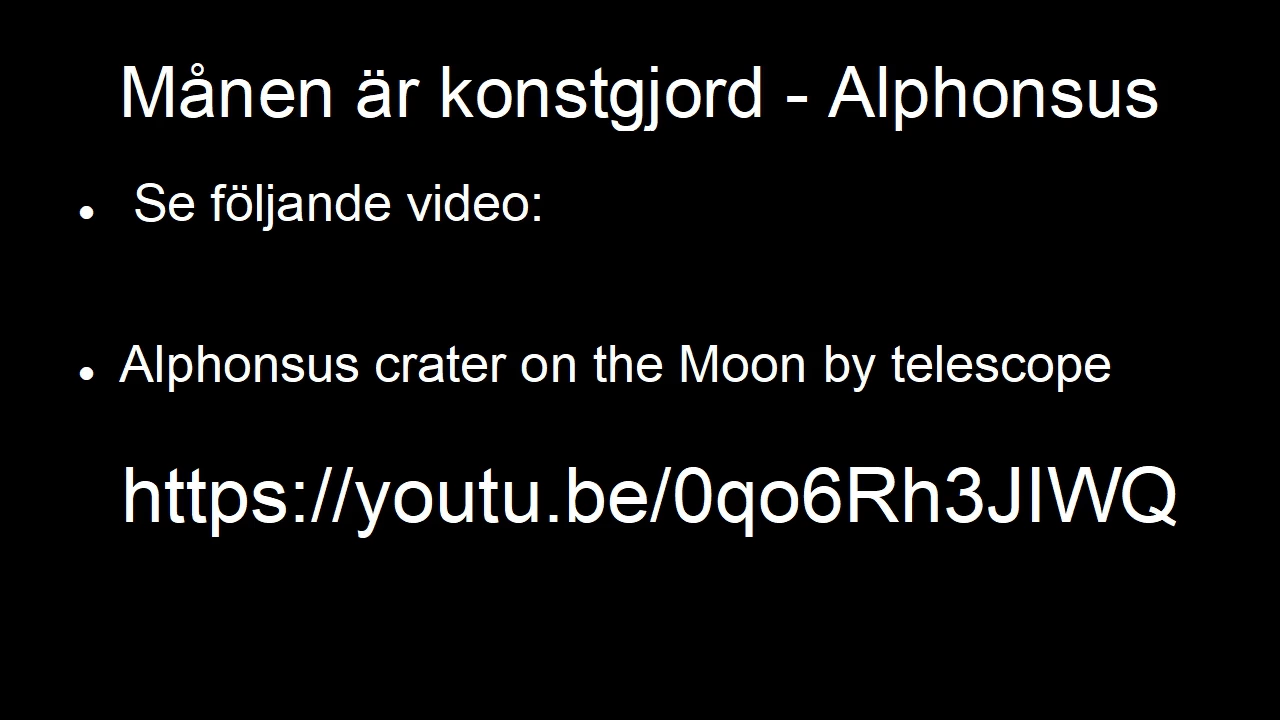 Månen är konstgjord - Alphonsus
• Se följande video:
• Alphonsus crater on the Moon by telescope
https://youtu.be/0qo6Rh3JIWQ